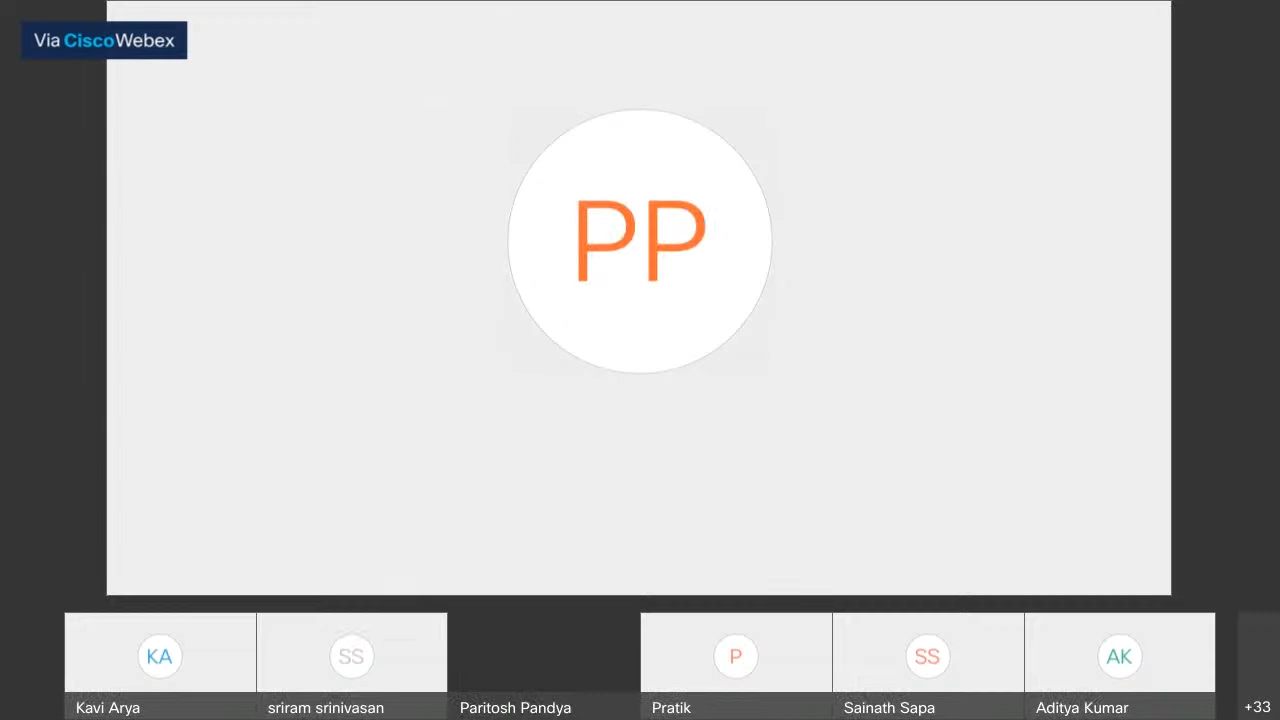 Via CiscoWebex
PP
KA
SS
P
SS
AK
Kavi Arya
sriram srinivasan
Paritosh Pandya
Pratik
Sainath Sapa
Aditya Kumar
+33